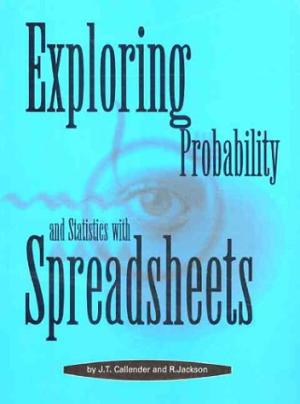 Exploring
Probability
and Statistics with
Spreadsheets
by J.T. Callender and R.Jackson